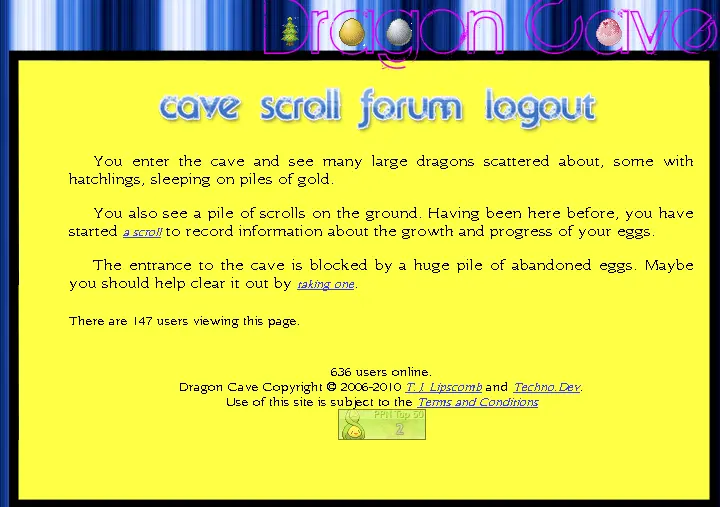 Dragon Cave
cave scroll forum logout
You enter the cave and see many large dragons scattered about, some with
hatchlings, sleeping on piles of gold.
You also see a pile of scrolls on the ground. Having been here before, you have
started a scroll to record information about the growth and progress of your eggs.
The entrance to the cave is blocked by a huge pile of abandoned eggs. Maybe
you should help clear it out by taking one.
There are 147 users viewing this page.
636 users online.
Dragon Cave Copyright © 2006-2010 T. J. Lipscomb and Techno.Dev.
Use of this site is subject to the Terms and Conditions
PPN Top 50
2